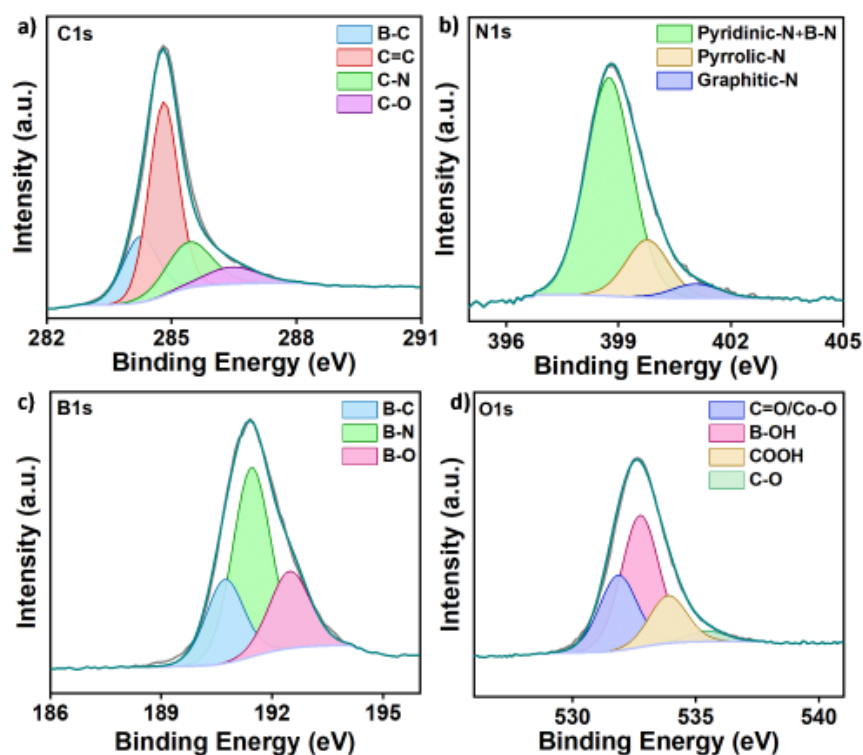 a) C1s
B-C
C=C
C-N
C-O
Intensity (a.u.)
282 285 288 291
Binding Energy (eV)
b) N1s
Pyridinic-N+B-N
Pyrrolic-N
Graphitic-N
Intensity (a.u.)
396 399 402 405
Binding Energy (eV)
c) B1s
B-C
B-N
B-O
Intensity (a.u.)
186 189 192 195
Binding Energy (eV)
d) O1s
C=O/Co-O
B-OH
COOH
C-O
Intensity (a.u.)
530 535 540
Binding Energy (eV)